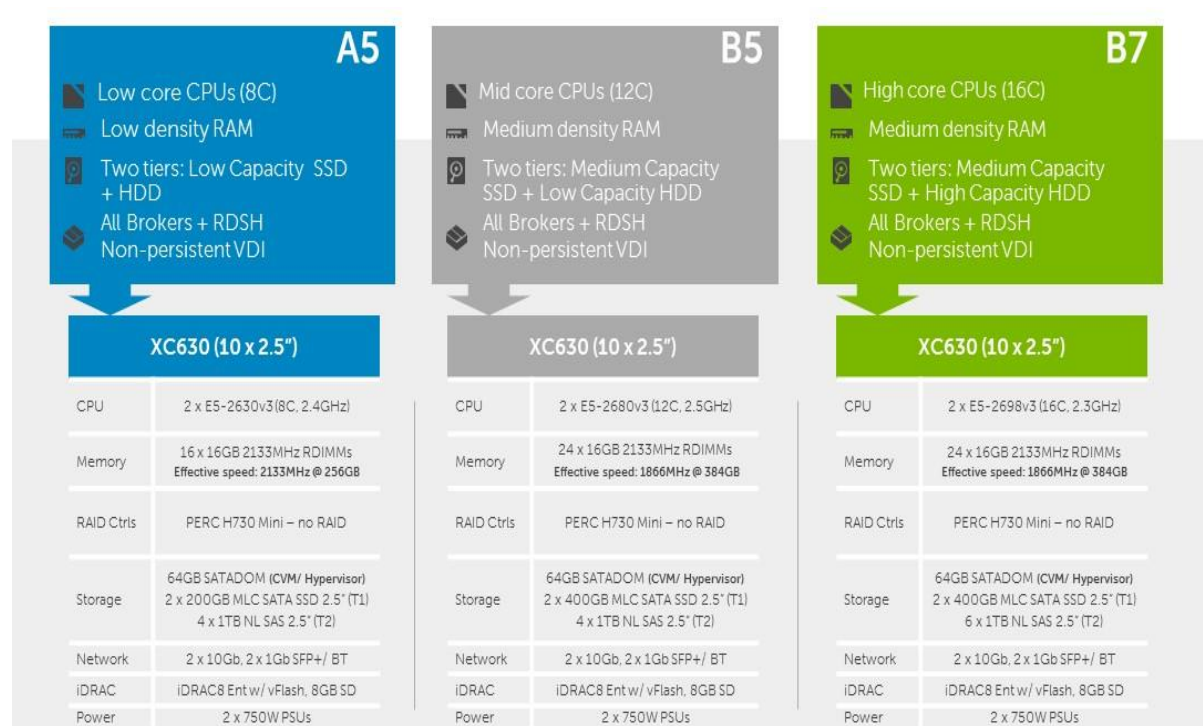 A5
Low core CPUs (8C)
Low density RAM
Two tiers: Low Capacity SSD
+ HDD
All Brokers + RDSH
Non-persistent VDI
XC630 (10 x 2.5")
CPU 2 x E5-2630v3 (8C, 2.4GHz)
Memory 16 x 16GB 2133MHz RDIMMs
Effective speed: 2133MHz @ 256GB
RAID Ctrls PERC H730 Mini – no RAID
64GB SATADOM (CVM/ Hypervisor)
Storage 2 x 200GB MLC SATA SSD 2.5" (T1)
4 x 1TB NL SAS 2.5" (T2)
Network 2 x 10Gb, 2 x 1Gb SFP+/ BT
iDRAC iDRAC8 Ent w/ vFlash, 8GB SD
Power 2 x 750W PSUs
B5
Mid core CPUs (12C)
Medium density RAM
Two tiers: Medium Capacity
SSD + Low Capacity HDD
All Brokers + RDSH
Non-persistent VDI
XC630 (10 x 2.5")
CPU 2 x E5-2680v3 (12C, 2.5GHz)
Memory 24 x 16GB 2133MHz RDIMMs
Effective speed: 1866MHz @ 384GB
RAID Ctrls PERC H730 Mini – no RAID
64GB SATADOM (CVM/ Hypervisor)
Storage 2 x 400GB MLC SATA SSD 2.5" (T1)
4 x 1TB NL SAS 2.5" (T2)
Network 2 x 10Gb, 2 x 1Gb SFP+/ BT
iDRAC iDRAC8 Ent w/ vFlash, 8GB SD
Power 2 x 750W PSUs
B7
High core CPUs (16C)
Medium density RAM
Two tiers: Medium Capacity
SSD + High Capacity HDD
All Brokers + RDSH
Non-persistent VDI
XC630 (10 x 2.5")
CPU 2 x E5-2698v3 (16C, 2.3GHz)
Memory 24 x 16GB 2133MHz RDIMMs
Effective speed: 1866MHz @ 384GB
RAID Ctrls PERC H730 Mini – no RAID
64GB SATADOM (CVM/ Hypervisor)
Storage 2 x 400GB MLC SATA SSD 2.5" (T1)
6 x 1TB NL SAS 2.5" (T2)
Network 2 x 10Gb, 2 x 1Gb SFP+/ BT
iDRAC iDRAC8 Ent w/ vFlash, 8GB SD
Power 2 x 750W PSUs